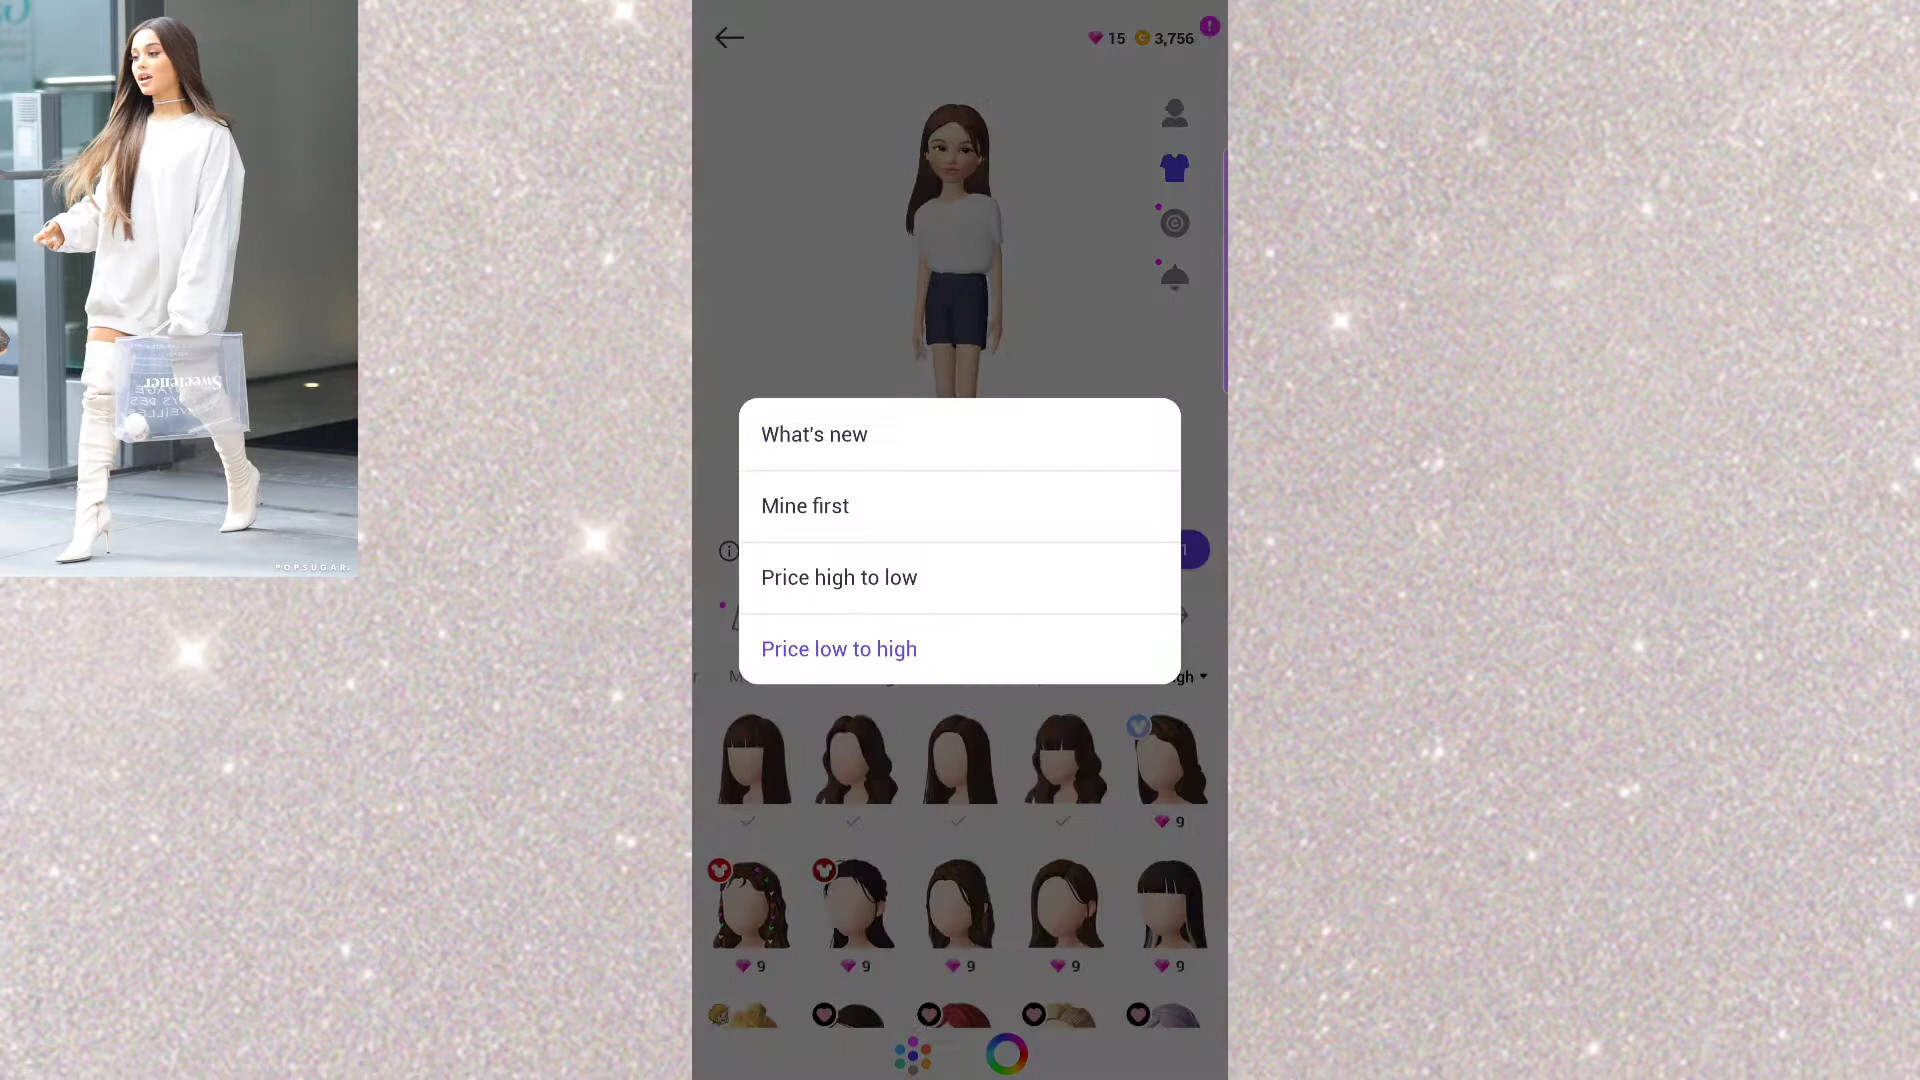 15 3,756
What's new
Mine first
Price high to low
Price low to high
gh
9
9 9 9 9 9
Sweetener
POPSUGAR.